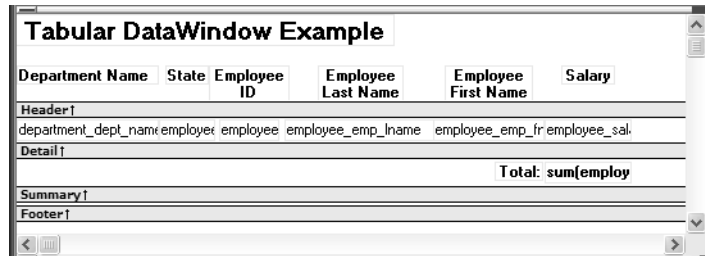 Tabular DataWindow Example
Department Name State Employee ID Employee Last Name Employee First Name Salary
Header↑
department_dept_name employee employee employee_emp_lname employee_emp_fr employee_sal
Detail↑
Total: sum(employ
Summary↑
Footer↑